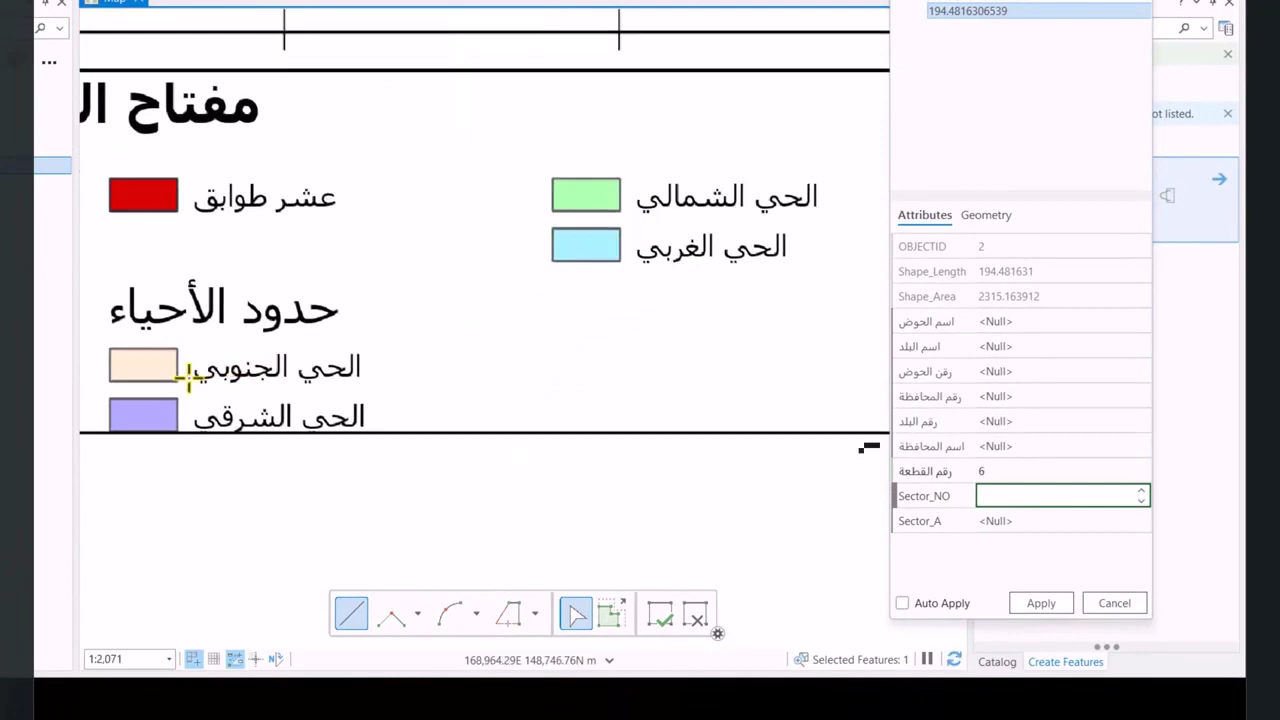 Map
194.4816306539
مفتاح
ot listed.
عشر طوابق
الحي الشمالي
الحي الغربي
حدود الأحياء
الحي الجنوبي
الحي الشرقي
Attributes Geometry
OBJECTID 2
Shape_Length 194.481631
Shape_Area 2315.163912
اسم الحوض <Null>
اسم البلد <Null>
رقن الحوض <Null>
رقم المحافظة <Null>
رقم البلد <Null>
اسم المحافظة <Null>
رقم القطعة 6
Sector_NO
Sector_A <Null>
Auto Apply Apply Cancel
1:2,071 168,964.29E 148,746.76N m Selected Features: 1
Catalog Create Features